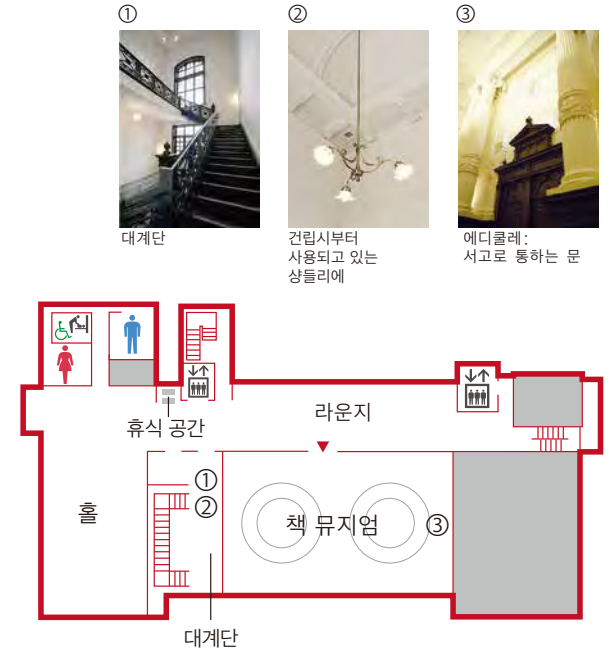 ①
②
③
대계단
건립시부터
사용되고 있는
샹들리에
에디쿨레:
서고로 통하는 문
휴식 공간
라운지
홀
①
②
책 뮤지엄
③
대계단